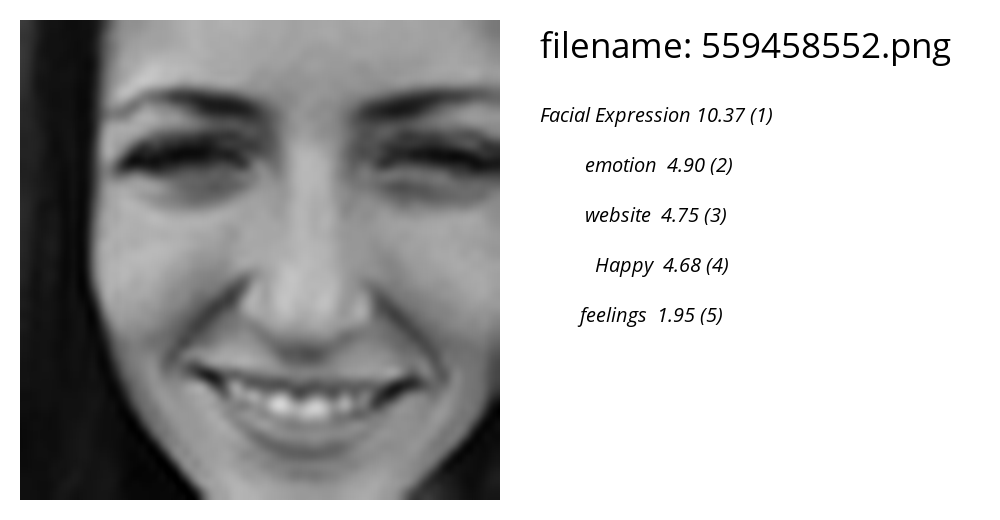 filename: 559458552.png
Facial Expression 10.37 (1)
emotion 4.90 (2)
website 4.75 (3)
Happy 4.68 (4)
feelings 1.95 (5)